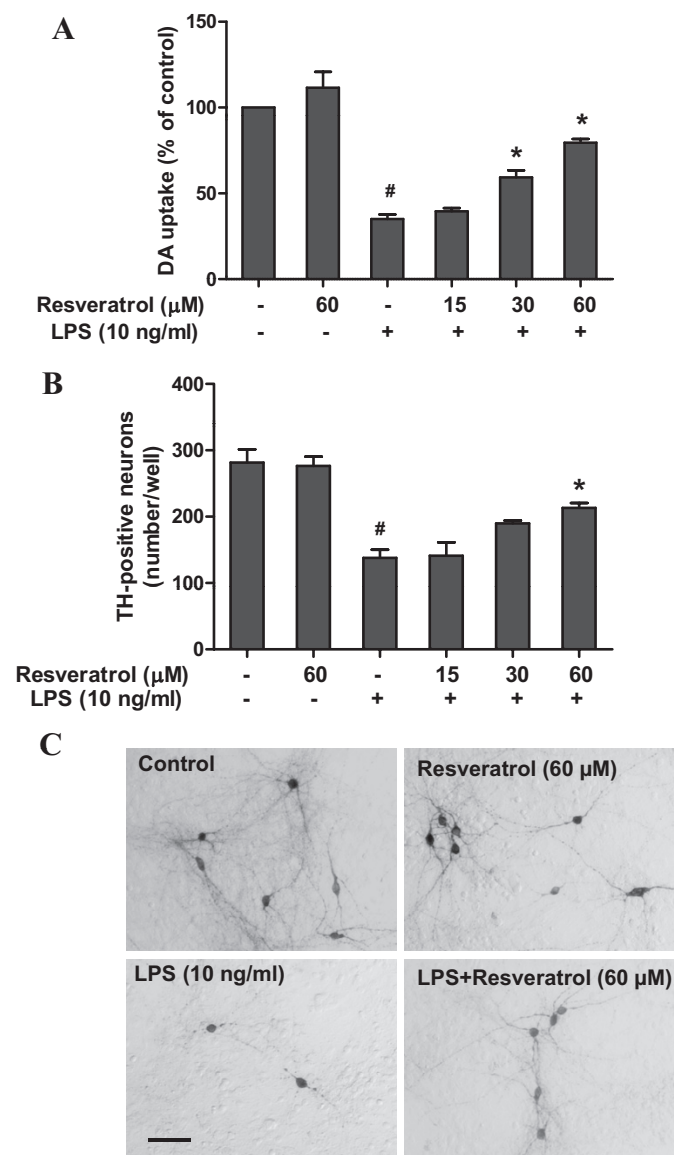 A
150
100
50
0
DA uptake (% of control)
#
*
*
Resveratrol (μM) - 60 - 15 30 60
LPS (10 ng/ml) - - + + + +
B
400
300
200
100
0
TH-positive neurons
(number/well)
#
*
Resveratrol (μM) - 60 - 15 30 60
LPS (10 ng/ml) - - + + + +
C
Control
Resveratrol (60 μM)
LPS (10 ng/ml)
LPS+Resveratrol (60 μM)